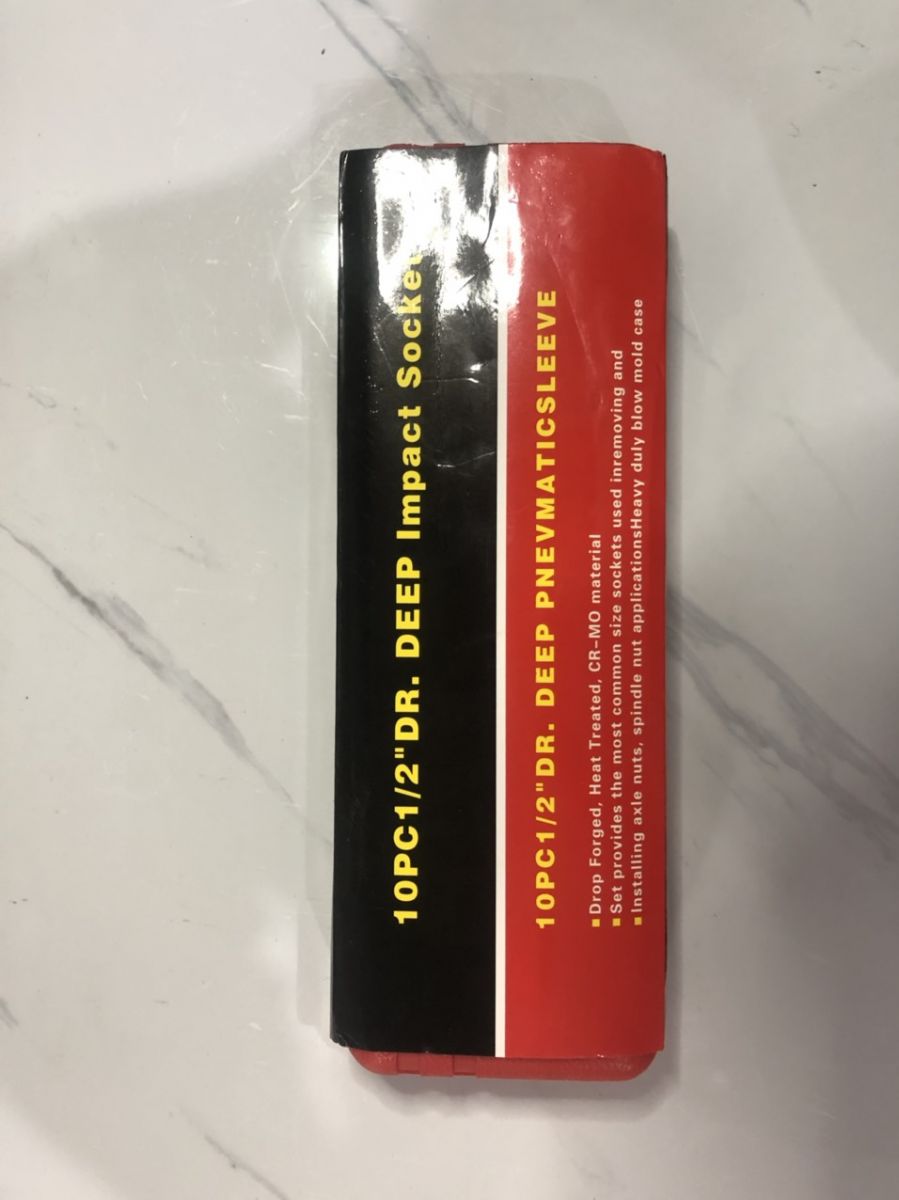 10PC1/2"DR. DEEP Impact Socket
10PC1/2"DR. DEEP PNEVMATICSLEEVE
■Drop Forged, Heat Treated, CR-MO material
■Set provides the most common size sockets used inremoving and
■Installing axle nuts, spindle nut applicationsHeavy duly blow mold case